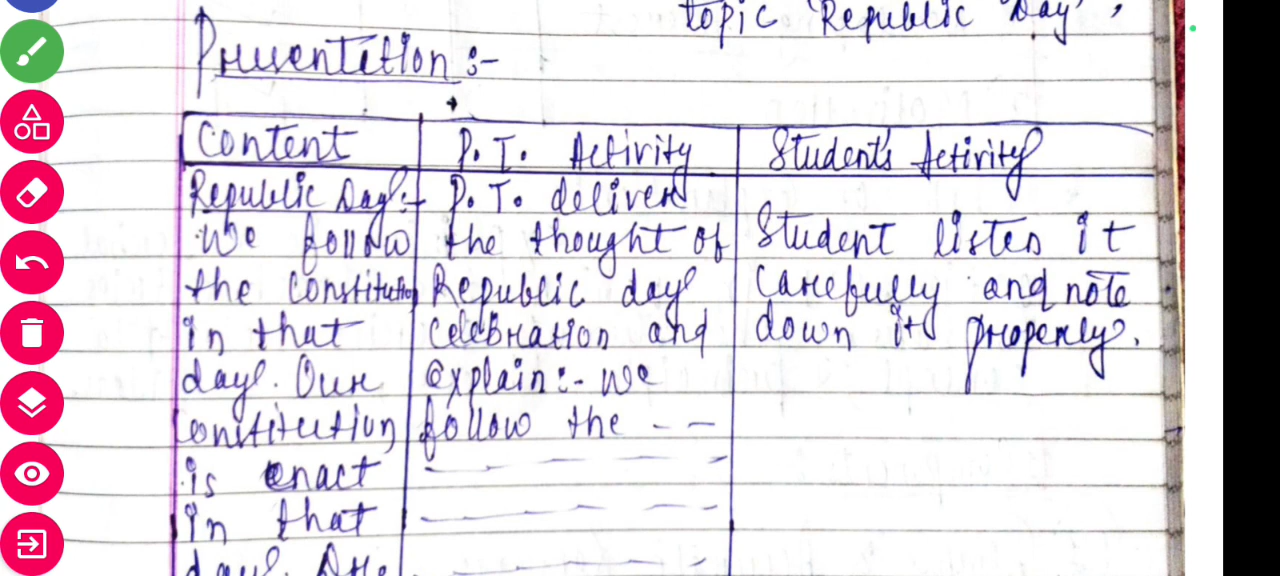 topic 'Republic Day'.
Presentation :-
Content
P. T. Activity
Student's Activity
Republic Day :-
We follow
the constitution
in that
day. Our
constitution
is enact
in that
day.
P. T. deliver
the thought of
Republic day
celebration and
explain :- we
follow the - -
Student listen it
carefully and note
down it properly.